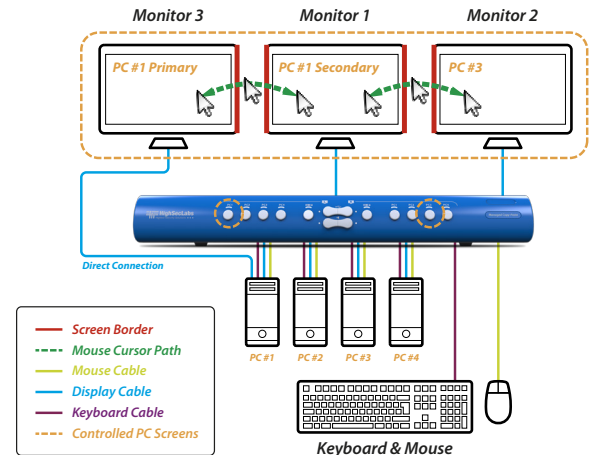 Monitor 3 Monitor 1 Monitor 2
PC #1 Primary PC #1 Secondary PC #3
HighSecLabs
Direct Connection
PC #1 PC #2 PC #3 PC #4
Screen Border
Mouse Cursor Path
Mouse Cable
Display Cable
Keyboard Cable
Controlled PC Screens
Keyboard & Mouse